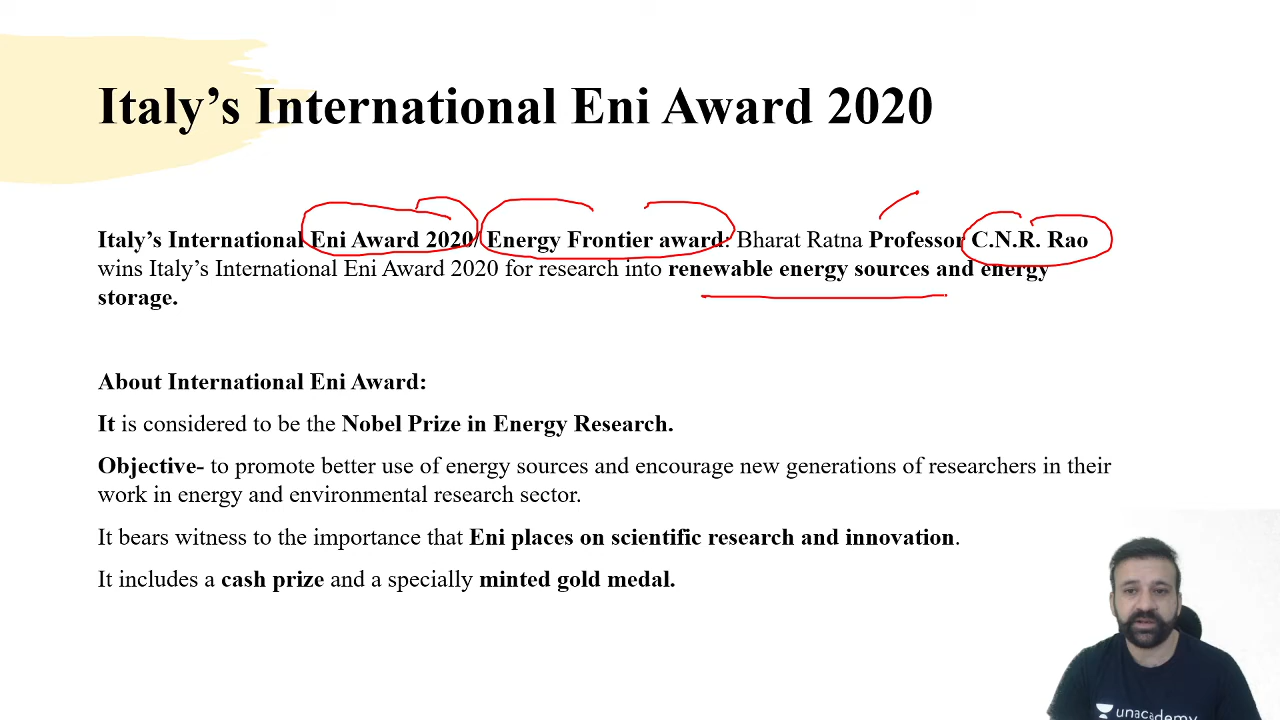 Italy’s International Eni Award 2020
Italy’s International Eni Award 2020/ Energy Frontier award: Bharat Ratna Professor C.N.R. Rao
wins Italy’s International Eni Award 2020 for research into renewable energy sources and energy
storage.
About International Eni Award:
It is considered to be the Nobel Prize in Energy Research.
Objective- to promote better use of energy sources and encourage new generations of researchers in their
work in energy and environmental research sector.
It bears witness to the importance that Eni places on scientific research and innovation.
It includes a cash prize and a specially minted gold medal.
unacademy